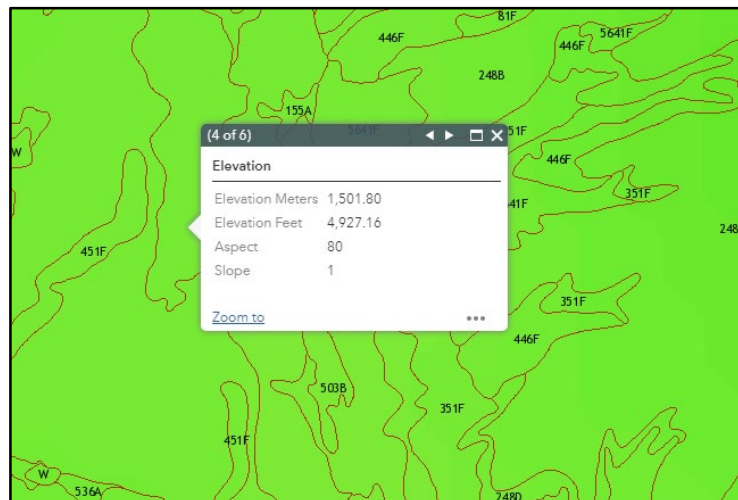 81F
446F
5641F
446F
248B
155A
(4 of 6)
5641F
51F
W
446F
Elevation
Elevation Meters 1,501.80
351F
41F
Elevation Feet 4,927.16
248
Aspect 80
451F
Slope 1
351F
Zoom to
446F
503B
351F
451F
W
536A
248D